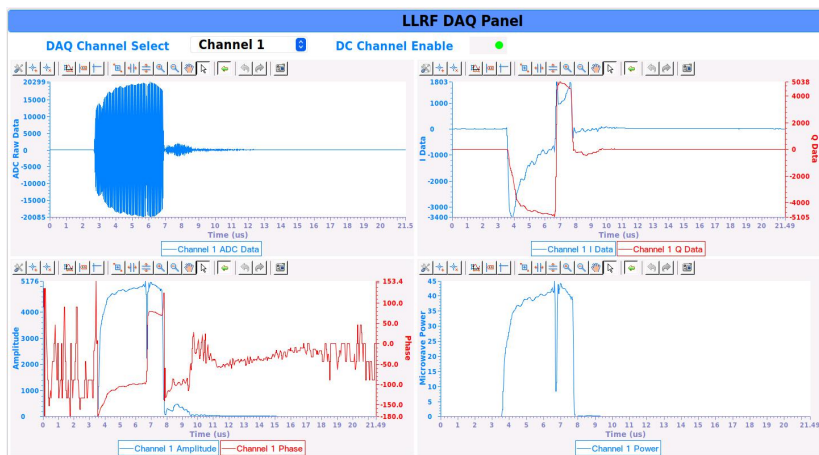 LLRF DAQ Panel
DAQ Channel Select Channel 1 DC Channel Enable
20299
15000
10000
5000
0
-5000
-10000
-15000
-20085
ADC Raw Data
0 1 2 3 4 5 6 7 8 9 10 11 12 13 14 15 16 17 18 19 20 21.5
Time (us)
Channel 1 ADC Data
1803
1000
0
-1000
-3000
-3400
I Data
5038
4000
2000
0
-2000
-4000
-5105
Q Data
0 1 2 3 4 5 6 7 8 9 10 11 12 13 14 15 16 17 18 19 20 21.49
Time (us)
Channel 1 I Data Channel 1 Q Data
5176
4000
3000
2000
1000
0
Amplitude
153.4
100.0
50.0
0.0
-50.0
-100.0
-150.0
-180.0
Phase
0 1 2 3 4 5 6 7 8 9 10 11 12 13 14 15 16 17 18 19 20 21.49
Time (us)
Channel 1 Amplitude Channel 1 Phase
45
40
35
30
25
20
15
10
5
0
Microwave Power
0 1 2 3 4 5 6 7 8 9 10 11 12 13 14 15 16 17 18 19 20 21.49
Time (us)
Channel 1 Power